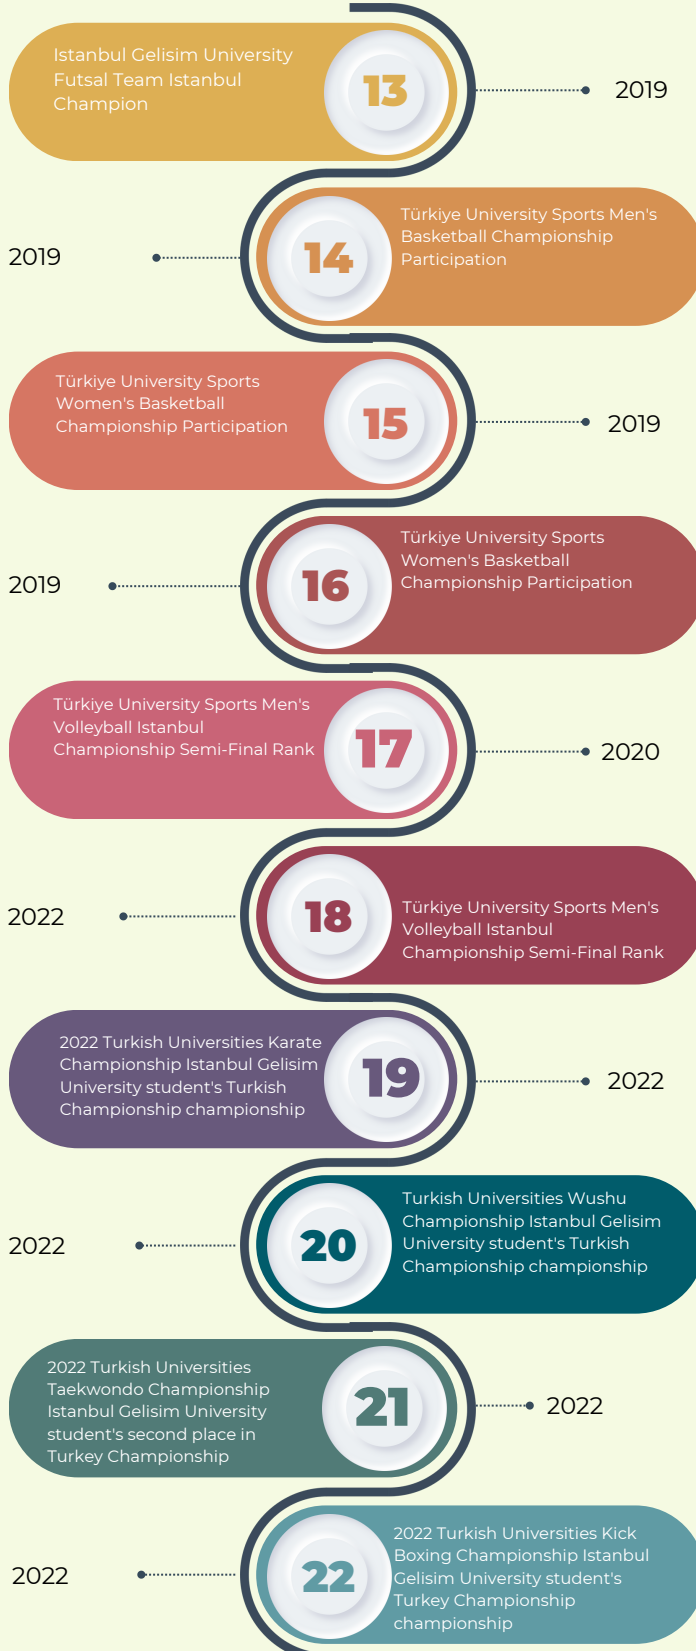 Istanbul Gelisim University
Futsal Team Istanbul
Champion
13
2019
2019
14
Türkiye University Sports Men's
Basketball Championship
Participation
Türkiye University Sports
Women's Basketball
Championship Participation
15
2019
2019
16
Türkiye University Sports
Women's Basketball
Championship Participation
Türkiye University Sports Men's
Volleyball Istanbul
Championship Semi-Final Rank
17
2020
2022
18
Türkiye University Sports Men's
Volleyball Istanbul
Championship Semi-Final Rank
2022 Turkish Universities Karate
Championship Istanbul Gelisim
University student's Turkish
Championship championship
19
2022
2022
20
Turkish Universities Wushu
Championship Istanbul Gelisim
University student's Turkish
Championship championship
2022 Turkish Universities
Taekwondo Championship
Istanbul Gelisim University
student's second place in
Turkey Championship
21
2022
2022
22
2022 Turkish Universities Kick
Boxing Championship Istanbul
Gelisim University student's
Turkey Championship
championship